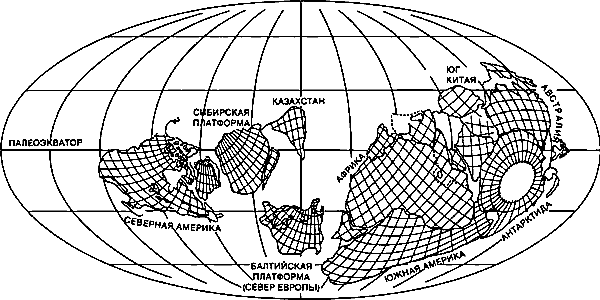 ЮГ
КИТАЯ
АВСТРАЛИЯ
КАЗАХСТАН
СИБИРСКАЯ
ПЛАТФОРМА
ПАЛЕОЭКВАТОР
АФРИКА
СЕВЕРНАЯ АМЕРИКА
АНТАРКТИДА
БАЛТИЙСКАЯ
ПЛАТФОРМА
(СЕВЕР ЕВРОПЫ)
ЮЖНАЯ АМЕРИКА